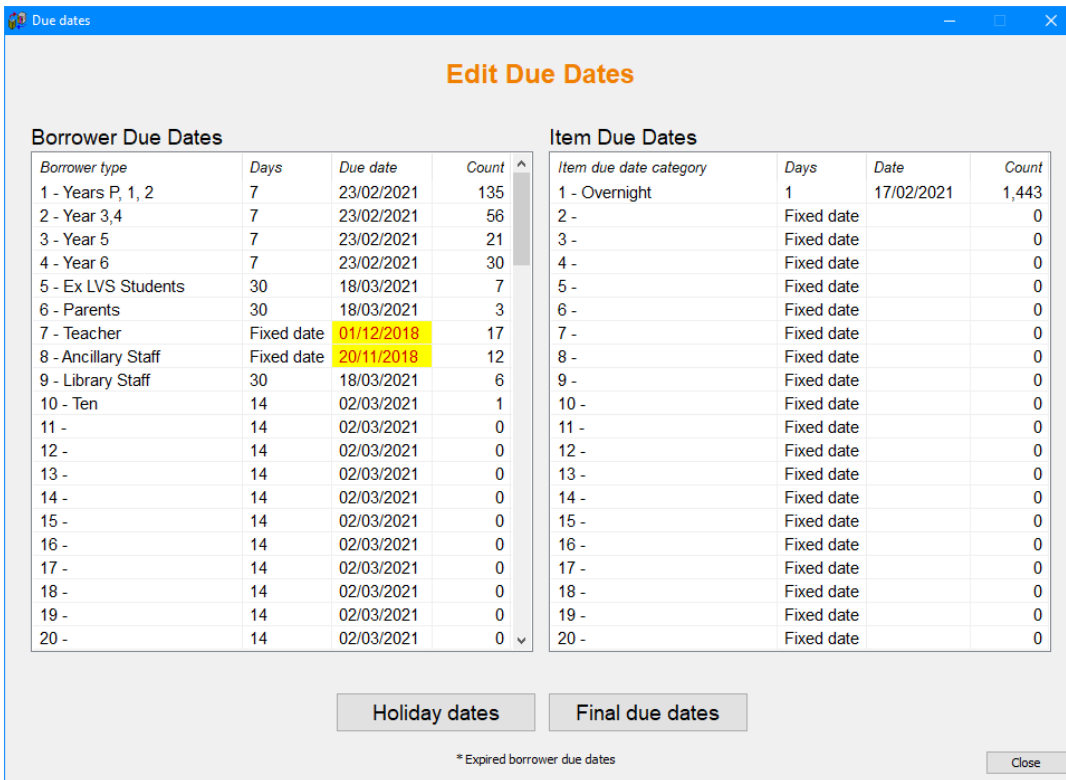 Due dates
Edit Due Dates
Borrower Due Dates
Borrower type Days Due date Count
1 - Years P, 1, 2 7 23/02/2021 135
2 - Year 3,4 7 23/02/2021 56
3 - Year 5 7 23/02/2021 21
4 - Year 6 7 23/02/2021 30
5 - Ex LVS Students 30 18/03/2021 7
6 - Parents 30 18/03/2021 3
7 - Teacher Fixed date 01/12/2018 17
8 - Ancillary Staff Fixed date 20/11/2018 12
9 - Library Staff 30 18/03/2021 6
10 - Ten 14 02/03/2021 1
11 - 14 02/03/2021 0
12 - 14 02/03/2021 0
13 - 14 02/03/2021 0
14 - 14 02/03/2021 0
15 - 14 02/03/2021 0
16 - 14 02/03/2021 0
17 - 14 02/03/2021 0
18 - 14 02/03/2021 0
19 - 14 02/03/2021 0
20 - 14 02/03/2021 0
Item Due Dates
Item due date category Days Date Count
1 - Overnight 1 17/02/2021 1,443
2 - Fixed date 0
3 - Fixed date 0
4 - Fixed date 0
5 - Fixed date 0
6 - Fixed date 0
7 - Fixed date 0
8 - Fixed date 0
9 - Fixed date 0
10 - Fixed date 0
11 - Fixed date 0
12 - Fixed date 0
13 - Fixed date 0
14 - Fixed date 0
15 - Fixed date 0
16 - Fixed date 0
17 - Fixed date 0
18 - Fixed date 0
19 - Fixed date 0
20 - Fixed date 0
Holiday dates
Final due dates
* Expired borrower due dates
Close